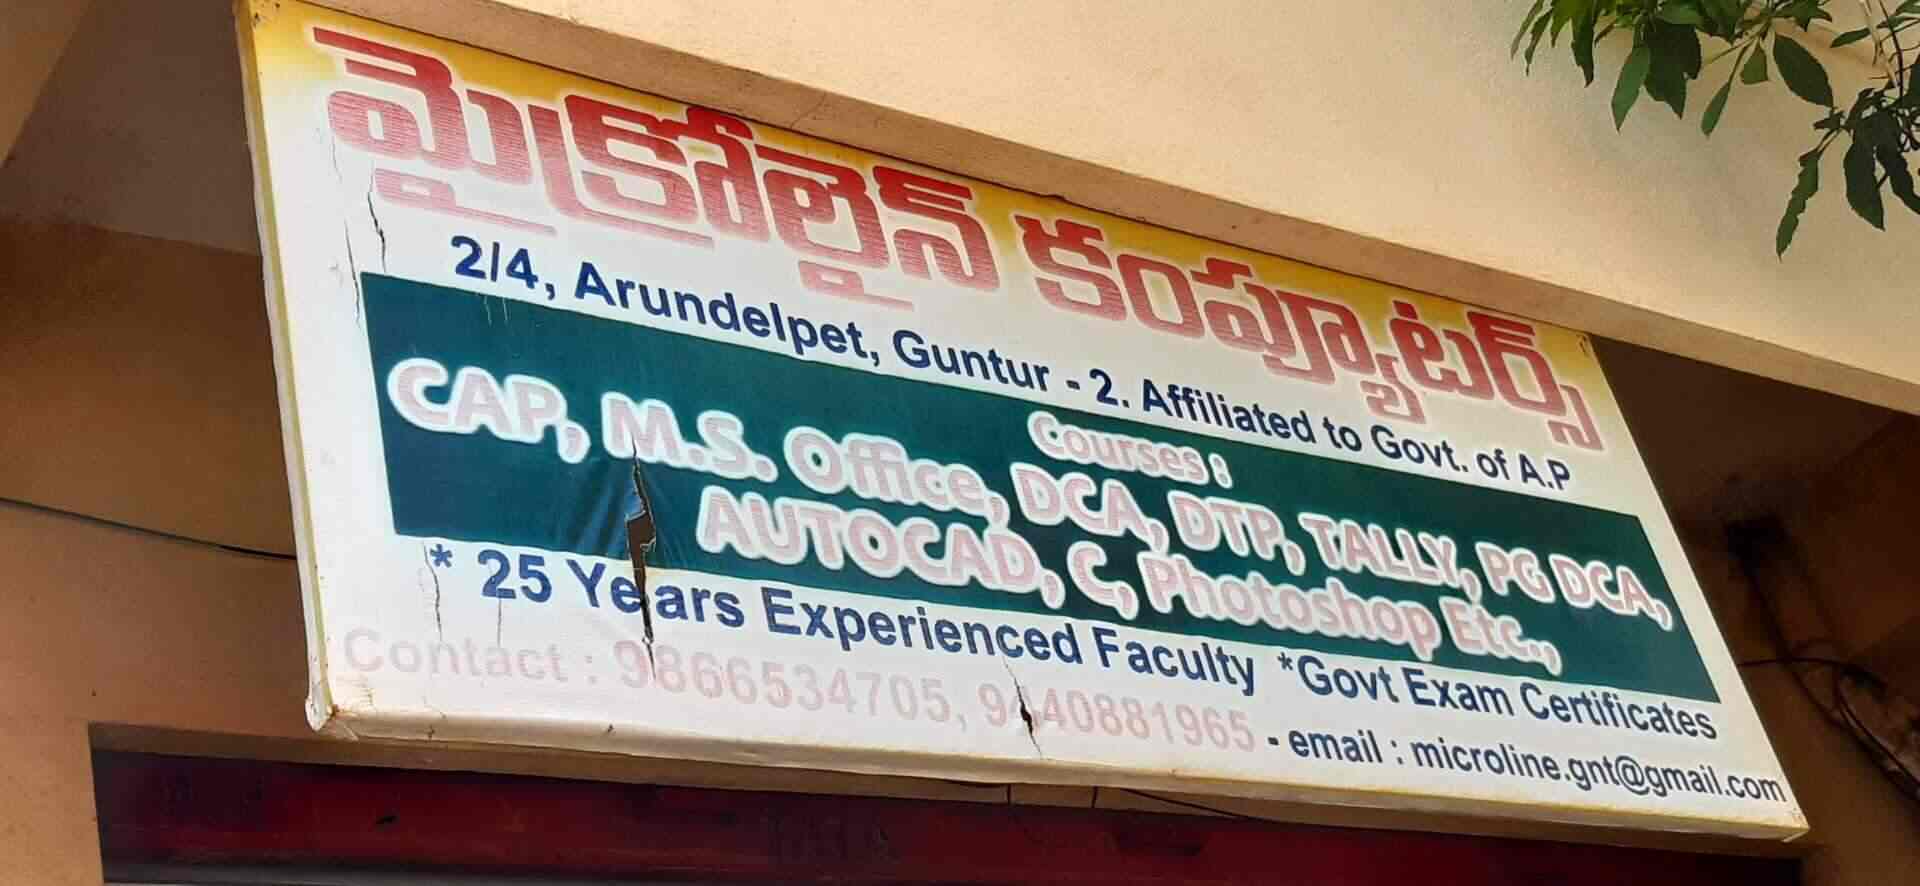 మైక్రోలైన్ కంప్యూటర్స్
2/4, Arundelpet, Guntur - 2. Affiliated to Govt. of A.P
Courses :
CAP, M.S. Office, DCA, DTP, TALLY, PG DCA,
AUTOCAD, C, Photoshop Etc.,
* 25 Years Experienced Faculty *Govt Exam Certificates
Contact : 9866534705, 9440881965 - email : microline.gnt@gmail.com